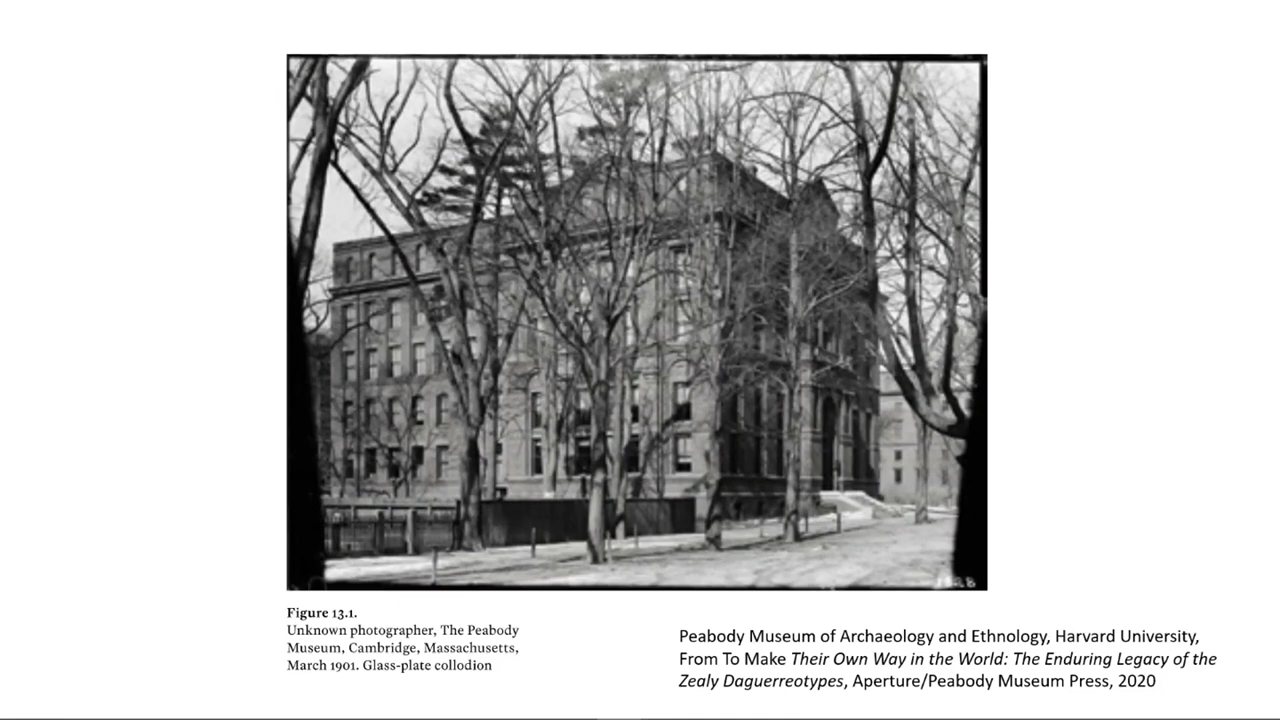 Figure 13.1.
Unknown photographer, The Peabody
Museum, Cambridge, Massachusetts,
March 1901. Glass-plate collodion
Peabody Museum of Archaeology and Ethnology, Harvard University,
From To Make Their Own Way in the World: The Enduring Legacy of the
Zealy Daguerreotypes, Aperture/Peabody Museum Press, 2020